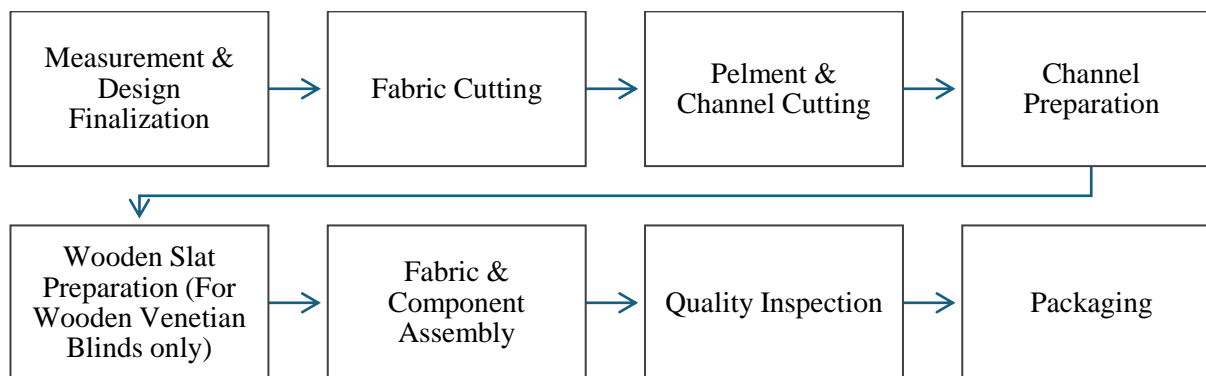 Measurement &
Design
Finalization
Fabric Cutting
Pelment &
Channel Cutting
Channel
Preparation
Wooden Slat
Preparation (For
Wooden Venetian
Blinds only)
Fabric &
Component
Assembly
Quality Inspection
Packaging